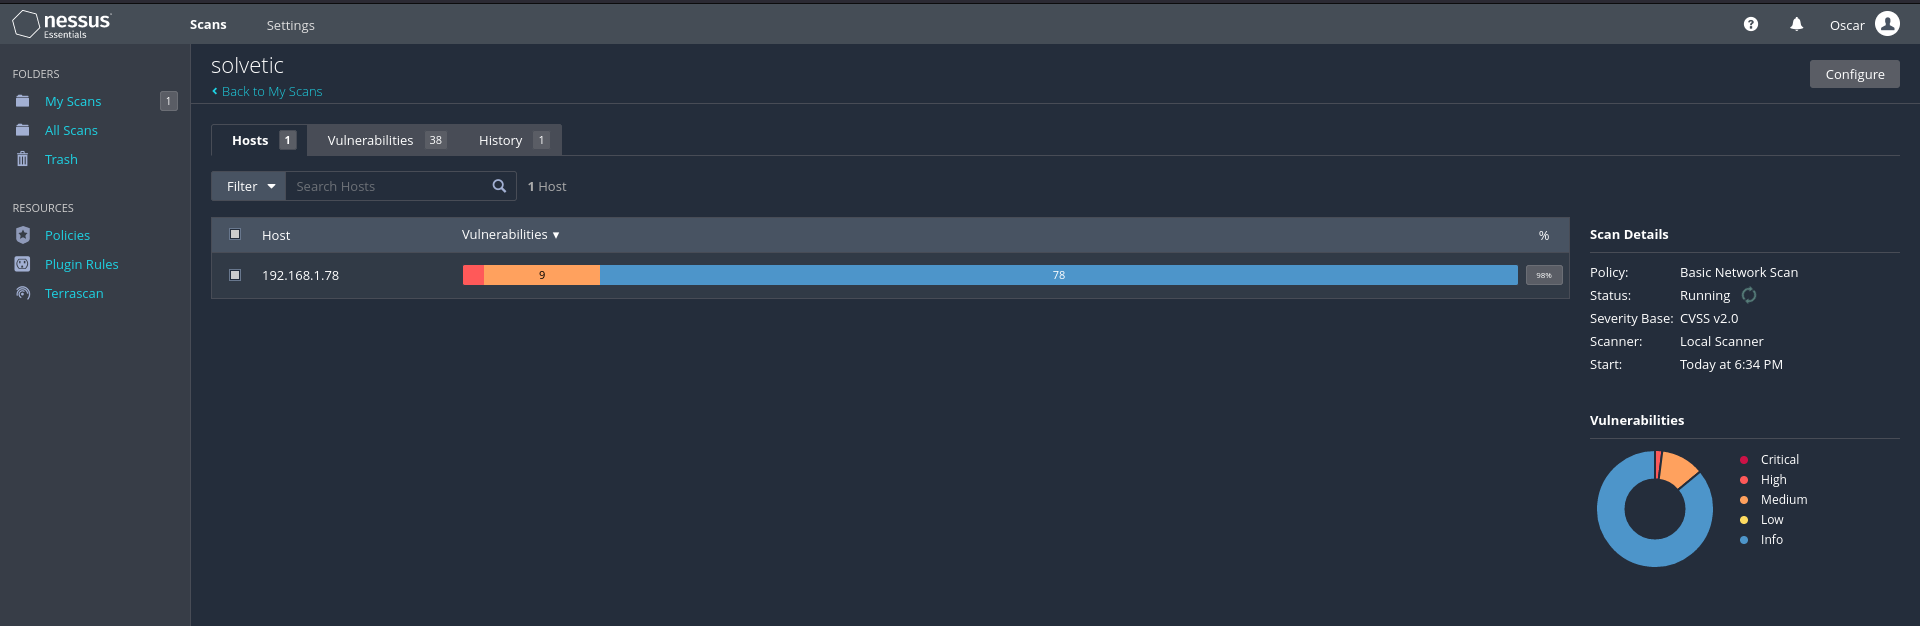 nessus
Essentials
Scans
Settings
Oscar
FOLDERS
My Scans 1
All Scans
Trash
RESOURCES
Policies
Plugin Rules
Terrascan
solvetic
Back to My Scans
Configure
Hosts 1
Vulnerabilities 38
History 1
Filter
Search Hosts
1 Host
Host Vulnerabilities %
192.168.1.78 9 78 98%
Scan Details
Policy: Basic Network Scan
Status: Running
Severity Base: CVSS v2.0
Scanner: Local Scanner
Start: Today at 6:34 PM
Vulnerabilities
Critical
High
Medium
Low
Info